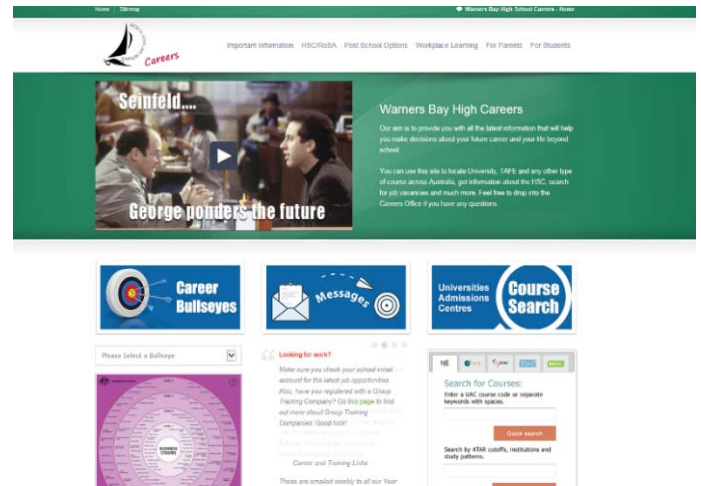 Home | Sitemap
Warners Bay High School Careers - Home
Careers
Important Information HSC/RoSA Post School Options Workplace Learning For Parents For Students
Seinfeld....
George ponders the future
Warners Bay High Careers
Our aim is to provide you with all the latest information that will help
you make decisions about your future career and your life beyond
school.
You can use this site to locate University, TAFE and any other type
of course across Australia, get information about the HSC, search
for job vacancies and much more. Feel free to drop into the
Careers Office if you have any questions.
Career
Bullseyes
Messages
Universities
Admissions
Centres
Course
Search
Please Select a Bullseye
BUSINESS
STUDIES
Looking for work?
Make sure you check your school email
account for the latest job opportunities.
Also, have you registered with a Group
Training Company? Go this page to find
out more about Group Training
Companies. Good luck!
Career and Training Links
These are emailed weekly to all our Year
Search for Courses:
Enter a UAC course code or separate
keywords with spaces.
Quick search
Search by ATAR cutoffs, institutions and
study patterns.